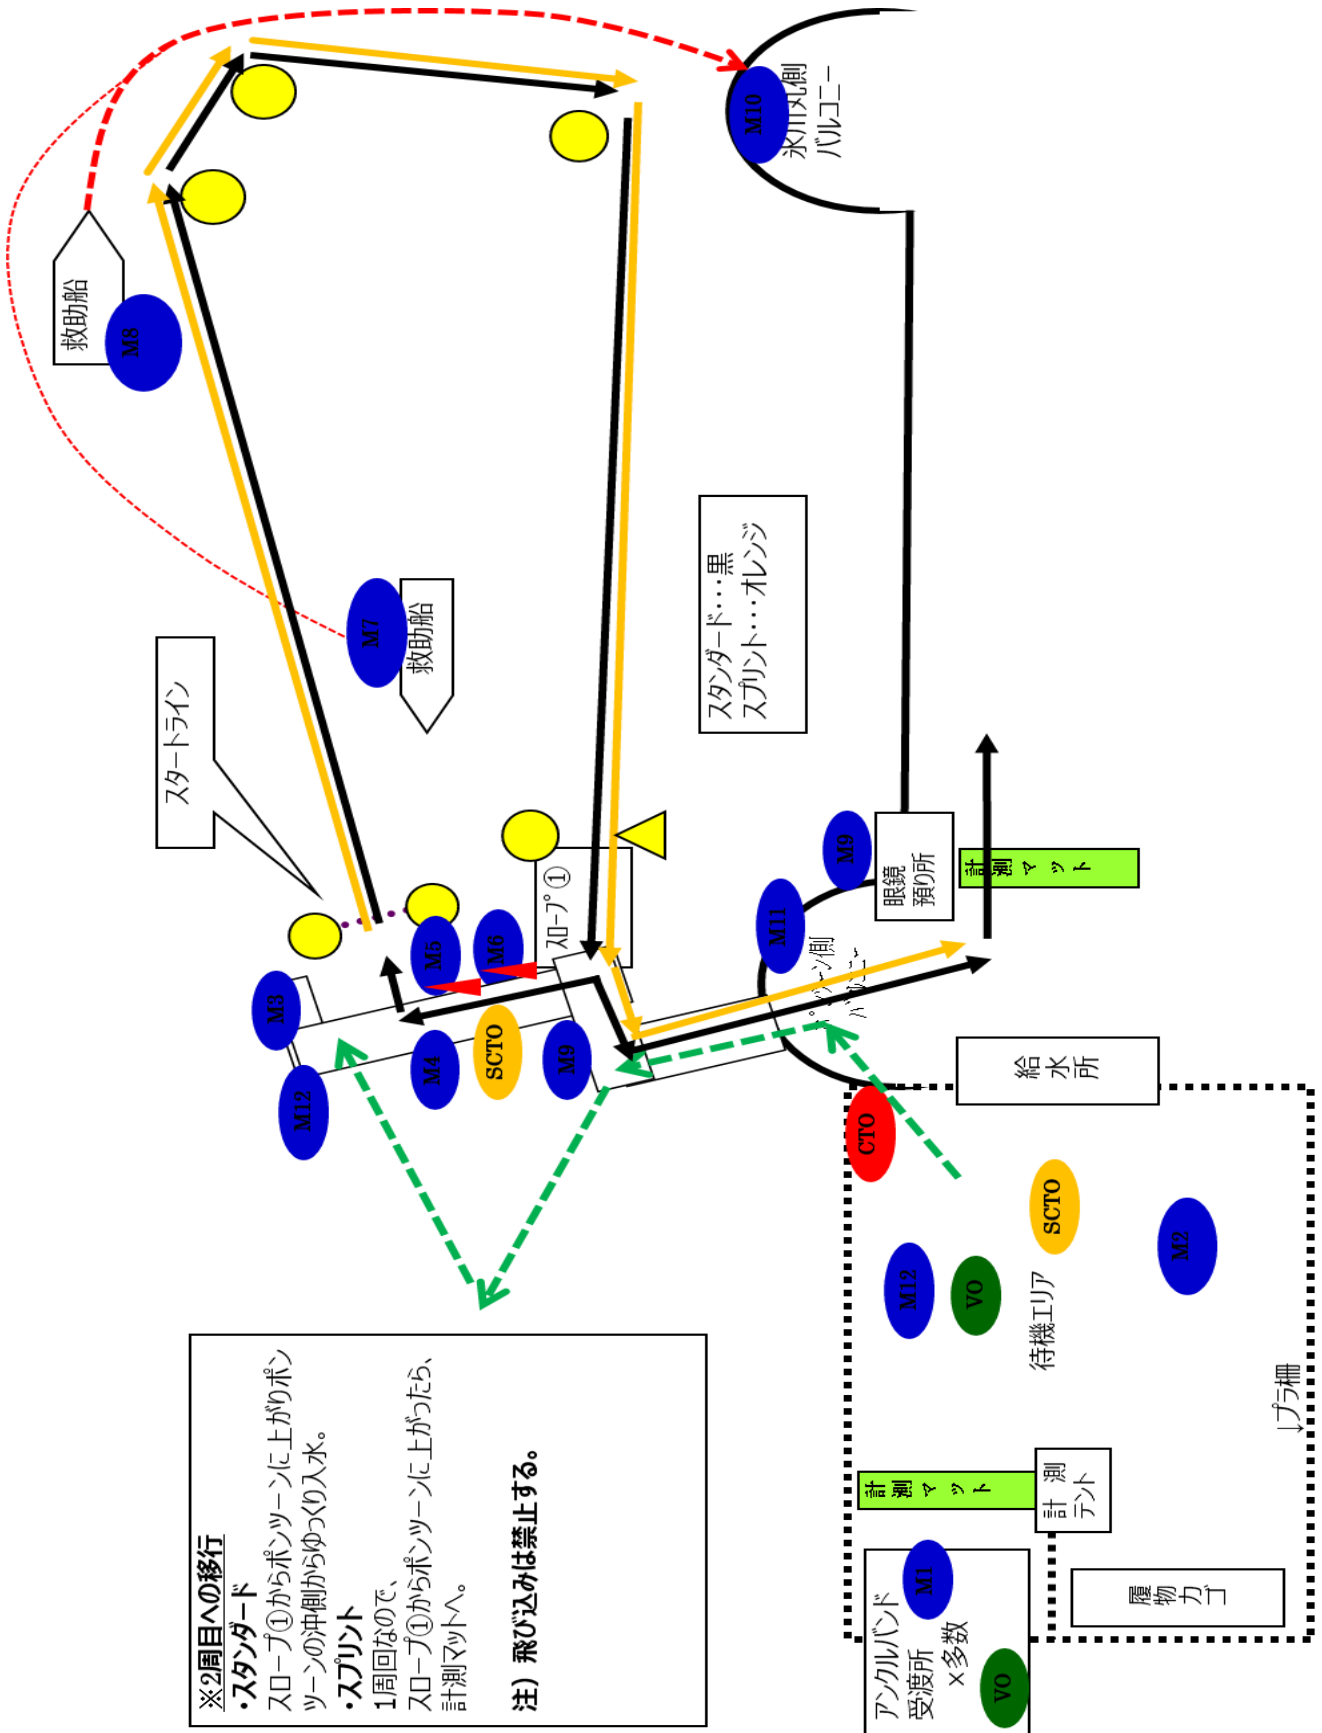 ※2周目への移行
・スタンダード
スロープ①からポンツーンに上がりポン
ツーンの沖側からゆっくり入水。
・スプリント
1周回なので、
スロープ①からポンツーンに上がったら、
計測マットへ。
注）飛び込みは禁止する。
救助船
M8
スタートライン
M7
救助船
M10
氷川丸側
バルコニー
スタンダード・・・黒
スプリント・・・オレンジ
M3
M12
M5
M6
M4
SCTO
M9
スロープ①
M11
M9
眼鏡
預り所
計測マット
側
CTO
給水所
M12
VO
SCTO
待機エリア
M2
↓プラ柵
計測マット
計 測
テント
アンクルバンド
受渡所
×多数
M1
VO
履物カゴ